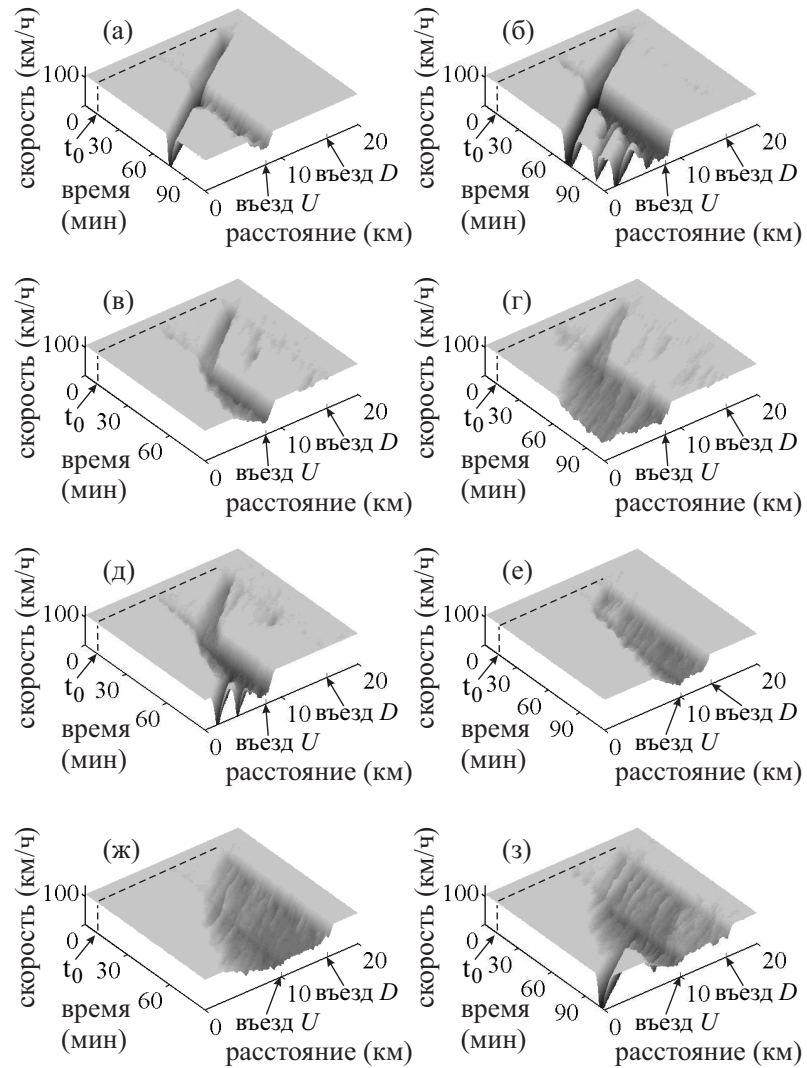 (а)
скорость (км/ч)
100
0
t0
30
60
90
время
(мин)
0
10
20
въезд U
въезд D
расстояние (км)
(б)
скорость (км/ч)
100
0
t0
30
60
90
время
(мин)
0
10
20
въезд U
въезд D
расстояние (км)
(в)
скорость (км/ч)
100
0
t0
30
60
время
(мин)
0
10
20
въезд U
въезд D
расстояние (км)
(г)
скорость (км/ч)
100
0
t0
30
60
90
время
(мин)
0
10
20
въезд U
въезд D
расстояние (км)
(д)
скорость (км/ч)
100
0
t0
30
60
время
(мин)
0
10
20
въезд U
въезд D
расстояние (км)
(е)
скорость (км/ч)
100
0
t0
30
60
90
время
(мин)
0
10
20
въезд U
въезд D
расстояние (км)
(ж)
скорость (км/ч)
100
0
t0
30
60
время
(мин)
0
10
20
въезд U
въезд D
расстояние (км)
(з)
скорость (км/ч)
100
0
t0
30
60
90
время
(мин)
0
10
20
въезд U
въезд D
расстояние (км)